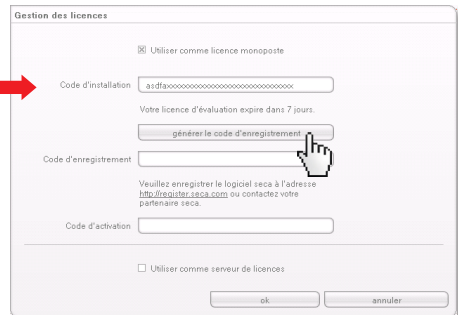 Gestion des licences
Utiliser comme licence monoposte
Code d'installation
asdfaxxxxxxxxxxxxxxxxxxxxxxxxxxxxx
Votre licence d'évaluation expire dans 7 jours.
générer le code d'enregistrement
Code d'enregistrement
Veuillez enregistrer le logiciel seca à l'adresse
http://register.seca.com ou contactez votre
partenaire seca.
Code d'activation
Utiliser comme serveur de licences
ok
annuler